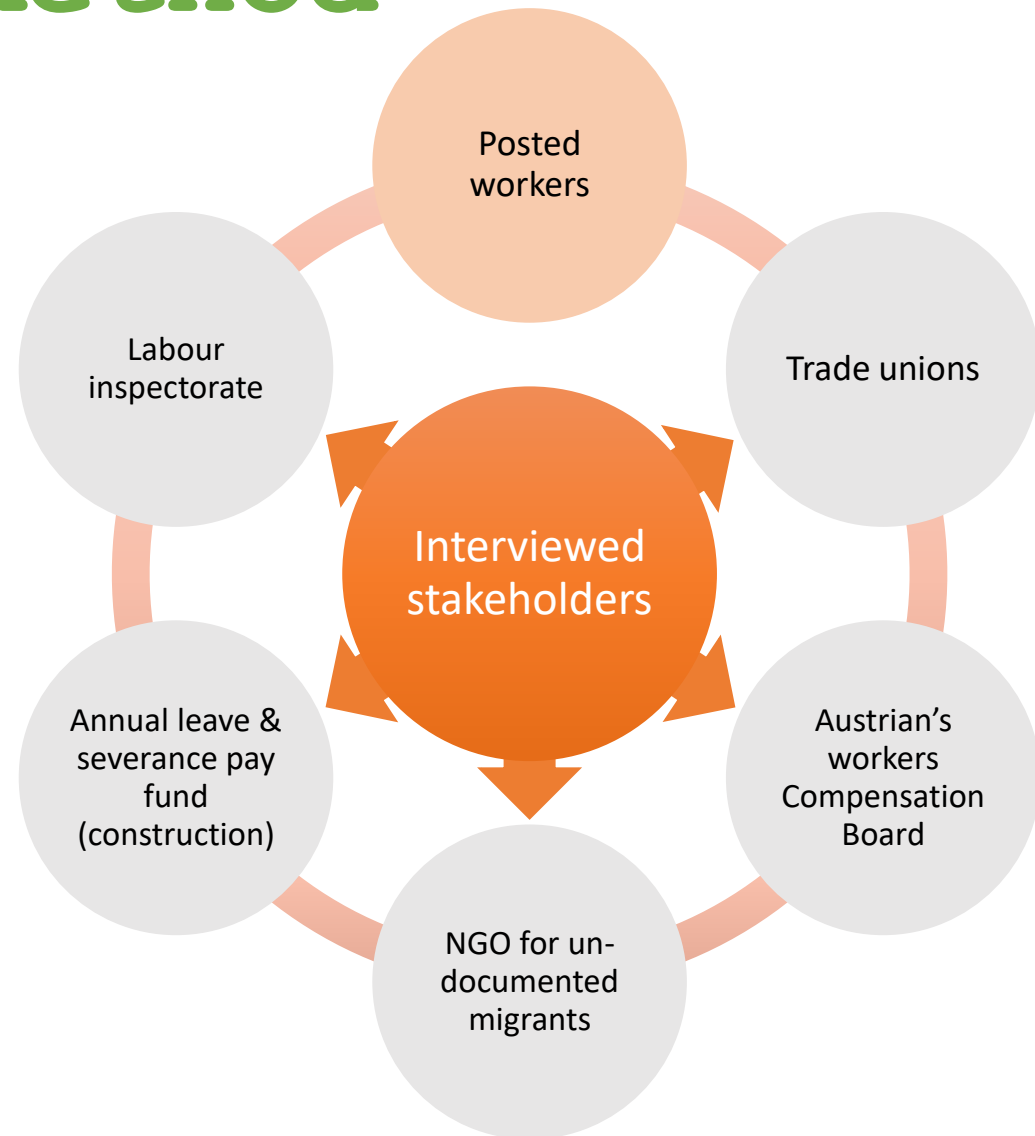 Posted
workers
Trade unions
Austrian’s
workers
Compensation
Board
NGO for un-
documented
migrants
Annual leave &
severance pay
fund
(construction)
Labour
inspectorate
Interviewed
stakeholders